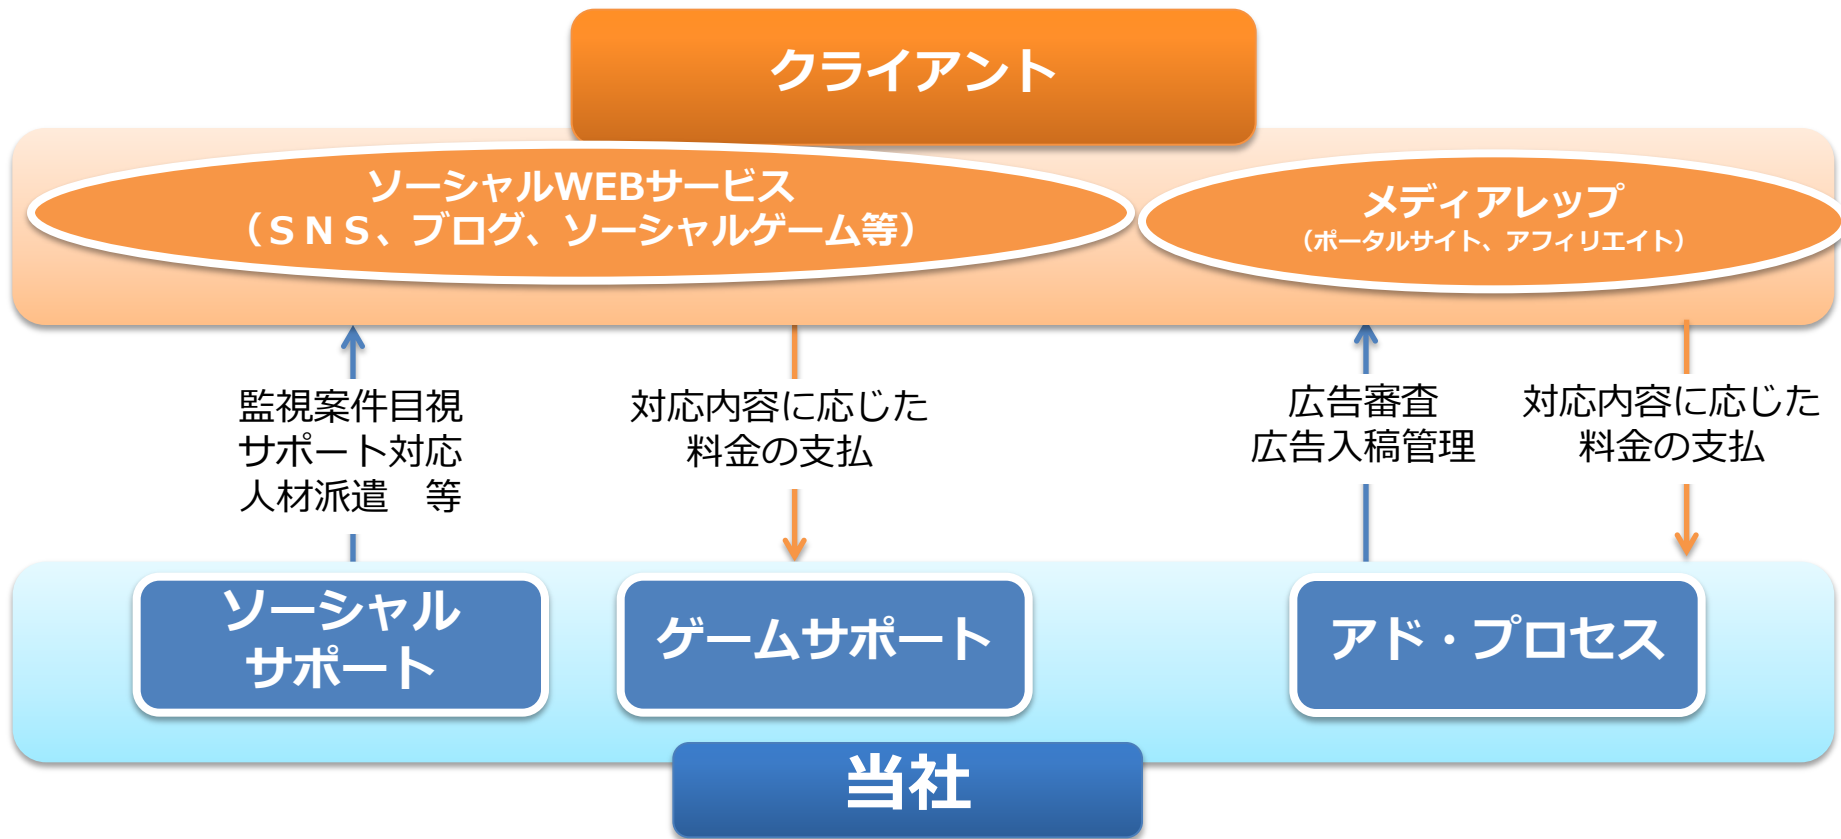 クライアント
ソーシャルWEBサービス
（ＳＮＳ、ブログ、ソーシャルゲーム等）
メディアレップ
（ポータルサイト、アフィリエイト）
監視案件目視
サポート対応
人材派遣　等
対応内容に応じた
料金の支払
広告審査
広告入稿管理
対応内容に応じた
料金の支払
ソーシャル
サポート
ゲームサポート
アド・プロセス
当社